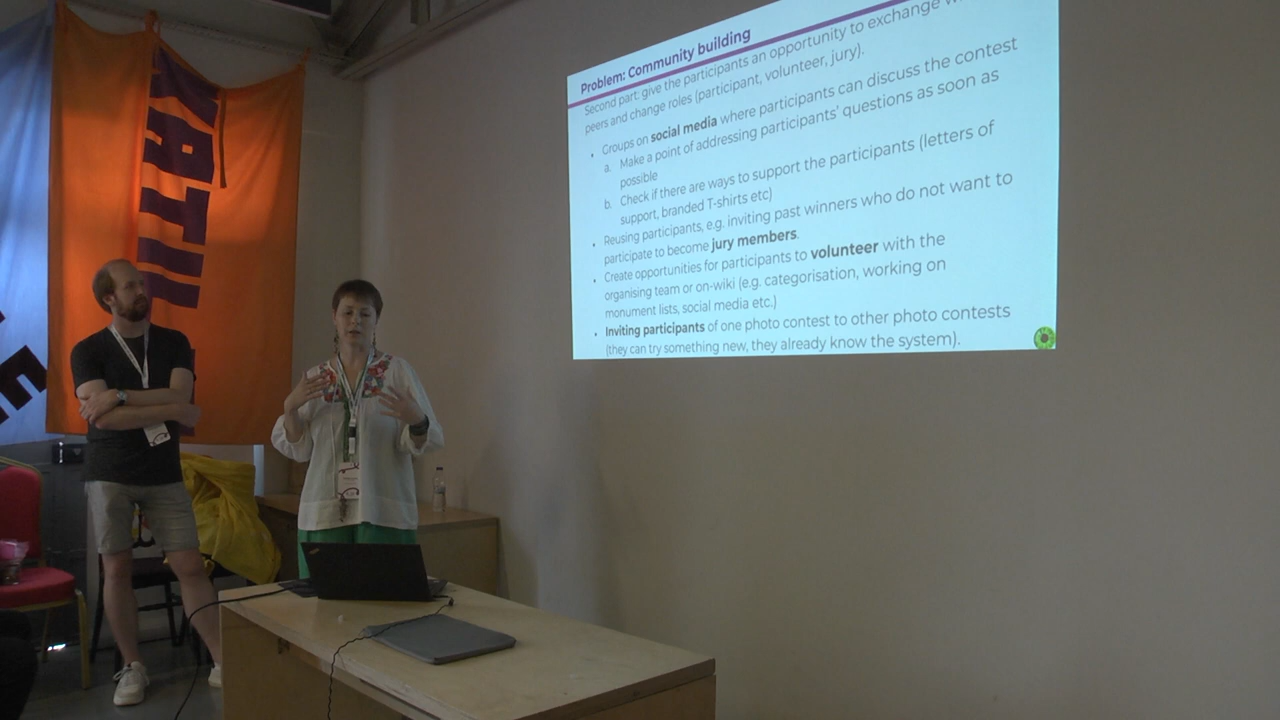 KATIL
Problem: Community building
Second part: give the participants an opportunity to exchange
peers and change roles (participant, volunteer, jury).
• Groups on social media where participants can discuss the contest
a. Make a point of addressing participants' questions as soon as
possible
b. Check if there are ways to support the participants (letters of
support, branded T-shirts etc)
• Reusing participants, e.g. inviting past winners who do not want to
participate to become jury members.
• Create opportunities for participants to volunteer with the
organising team or on-wiki (e.g. categorisation, working on
monument lists, social media etc.)
• Inviting participants of one photo contest to other photo contests
(they can try something new, they already know the system).